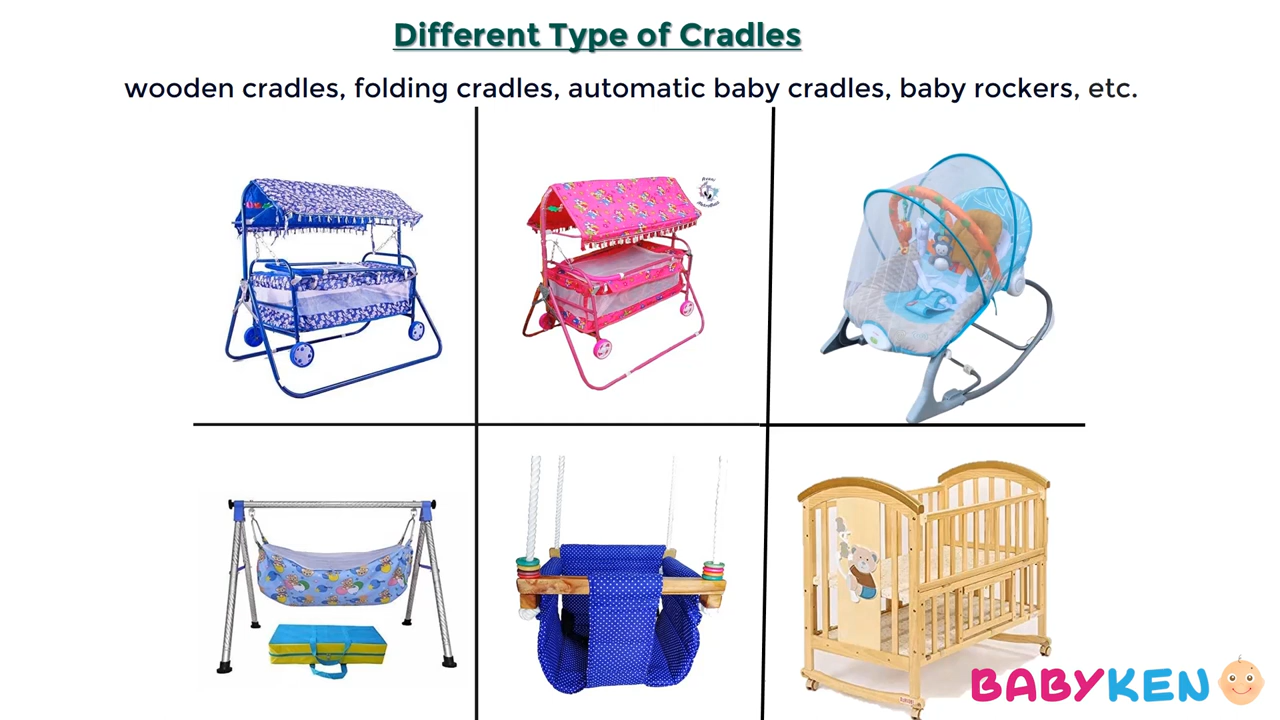 Different Type of Cradles
wooden cradles, folding cradles, automatic baby cradles, baby rockers, etc.
BABYKEN